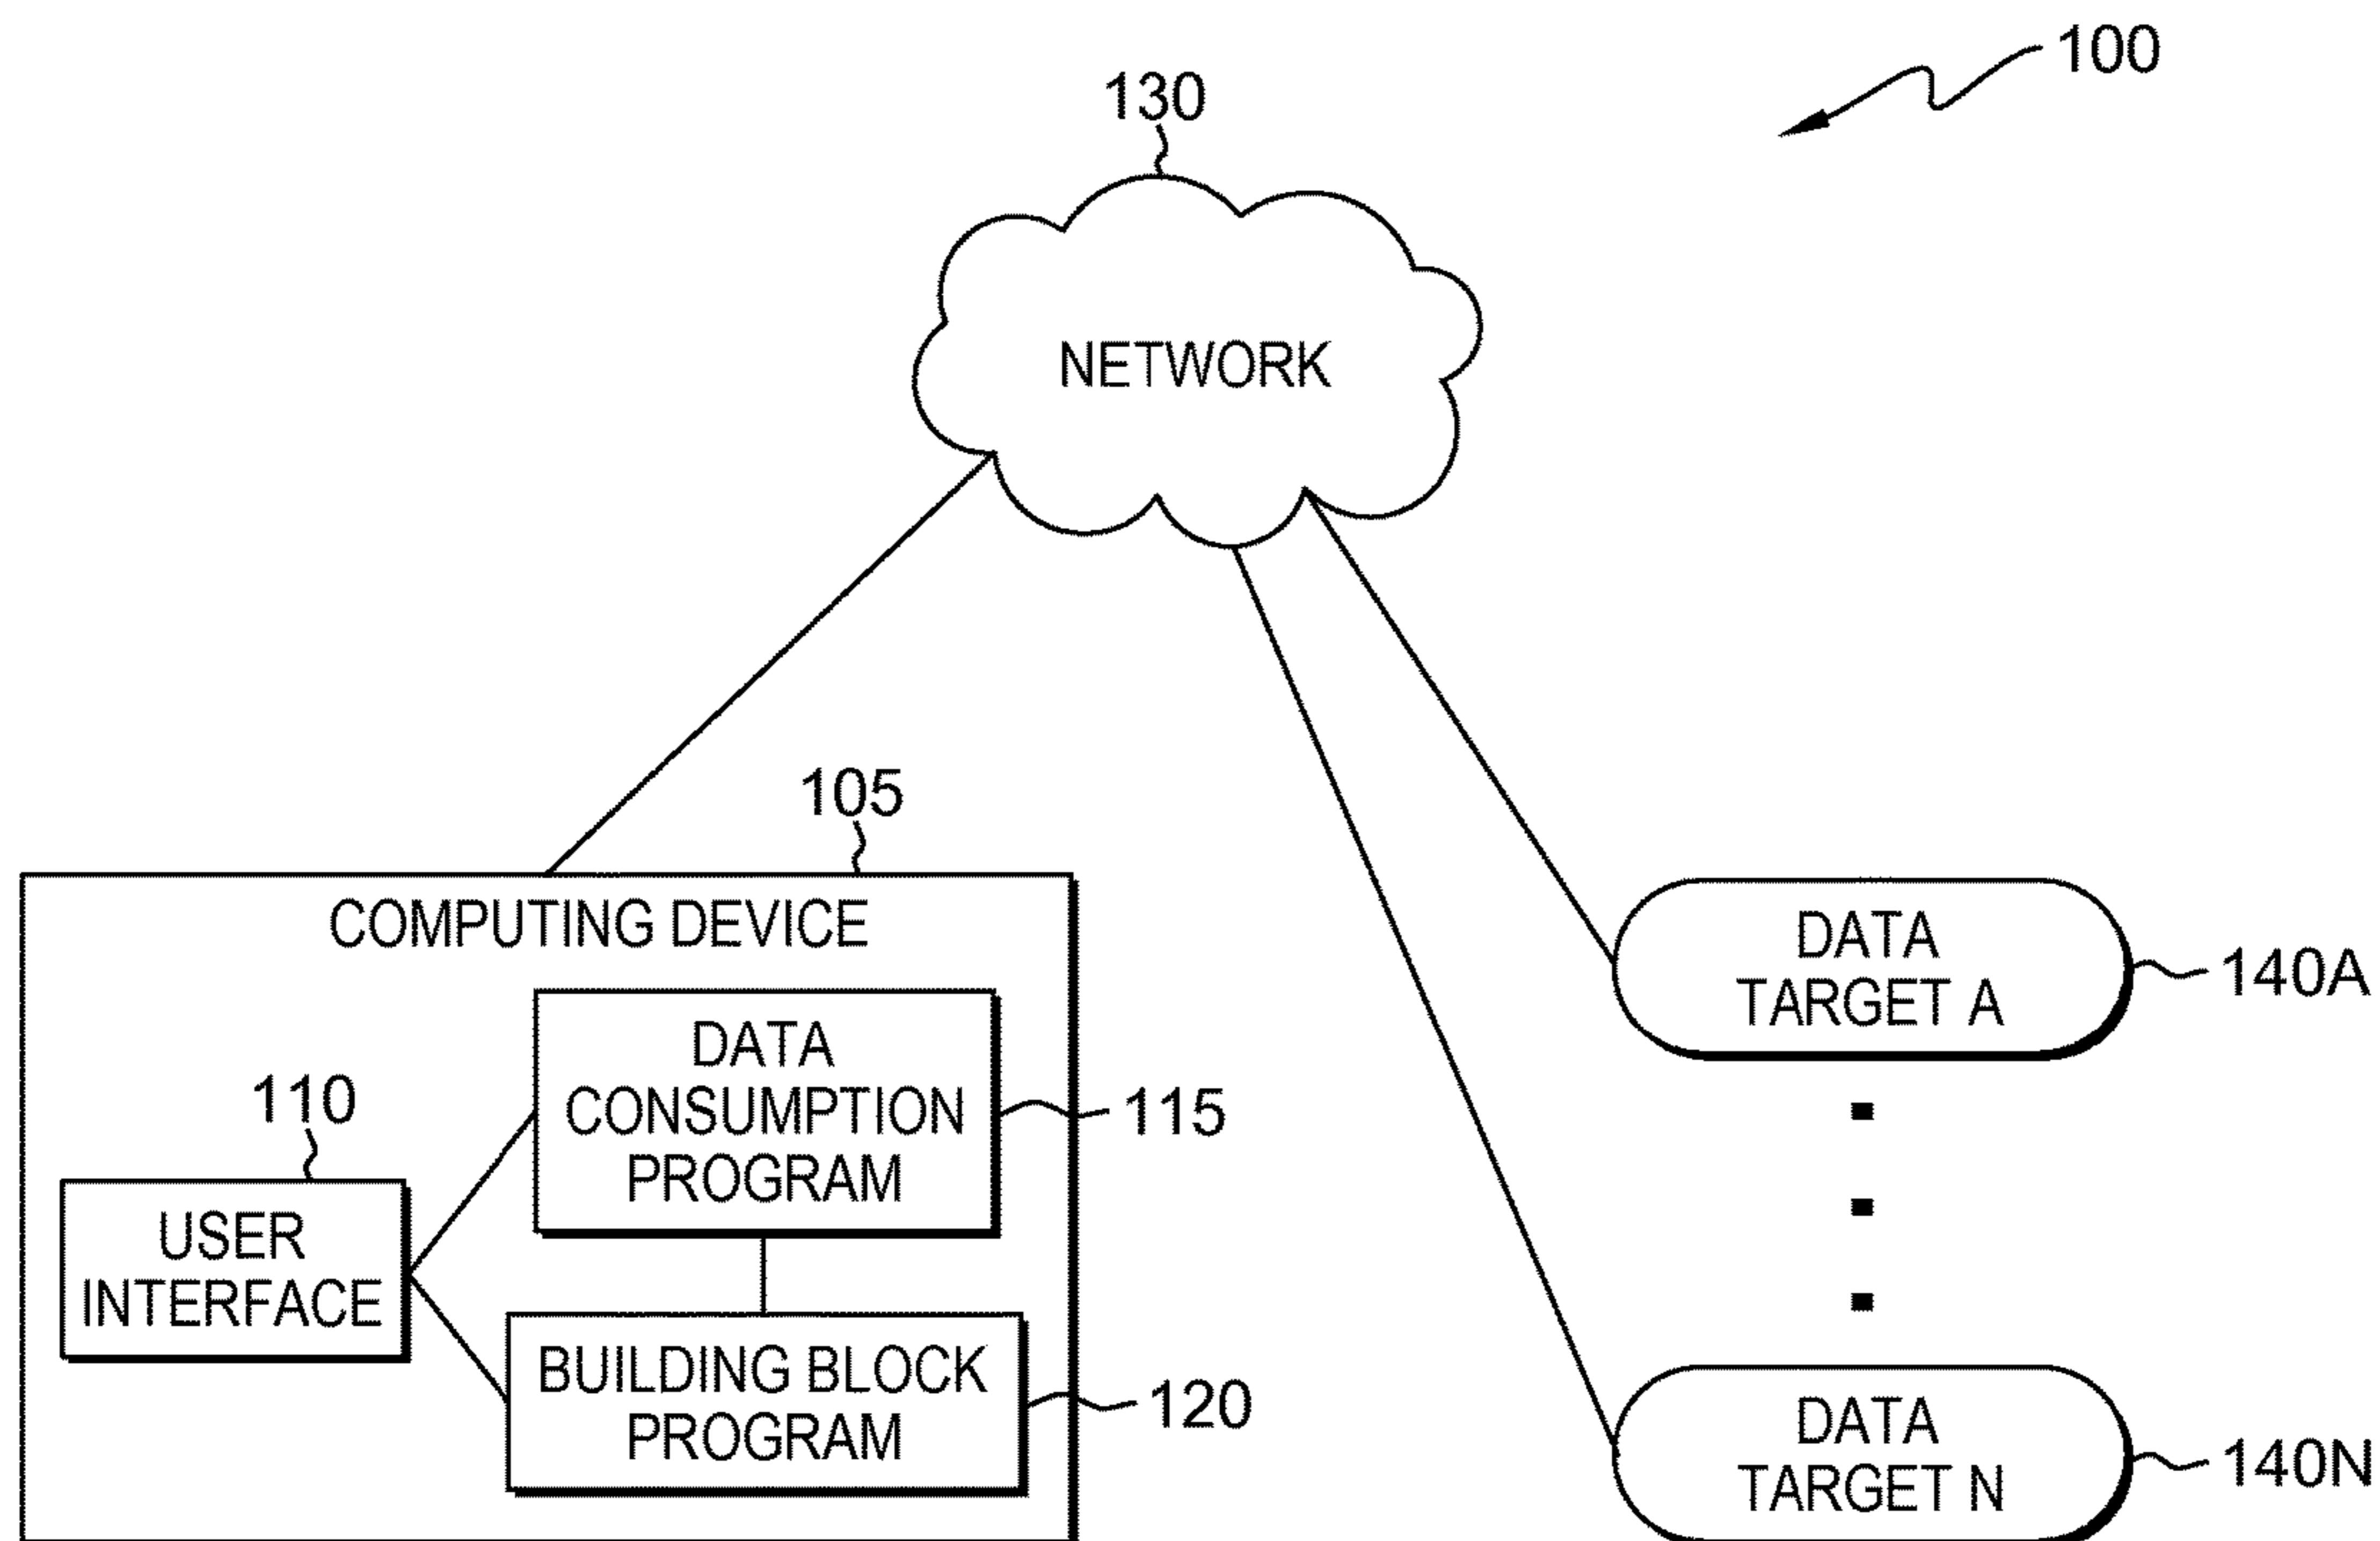 100
130
NETWORK
105
COMPUTING DEVICE
DATA
CONSUMPTION
PROGRAM
115
110
USER
INTERFACE
BUILDING BLOCK
PROGRAM
120
DATA
TARGET A
140A
DATA
TARGET N
140N